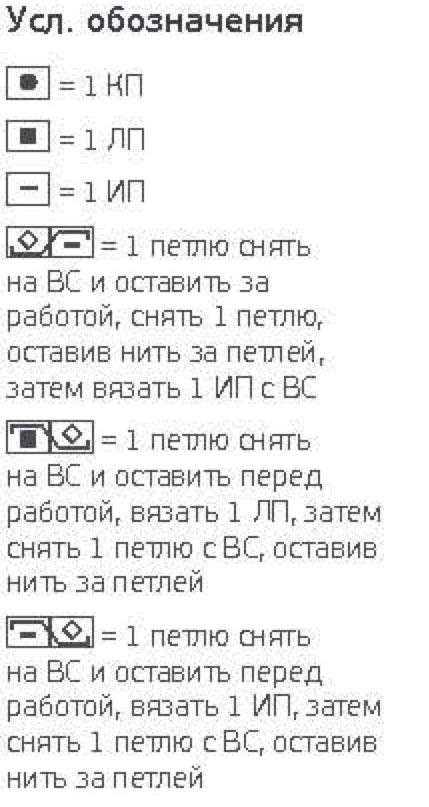 Усл. обозначения
= 1 КП
= 1 ЛП
= 1 ИП
= 1 петлю снять
на ВС и оставить за
работой, снять 1 петлю,
оставив нить за петлей,
затем вязать 1 ИП с ВС
= 1 петлю снять
на ВС и оставить перед
работой, вязать 1 ЛП, затем
снять 1 петлю с ВС, оставив
нить за петлей
= 1 петлю снять
на ВС и оставить перед
работой, вязать 1 ИП, затем
снять 1 петлю с ВС, оставив
нить за петлей